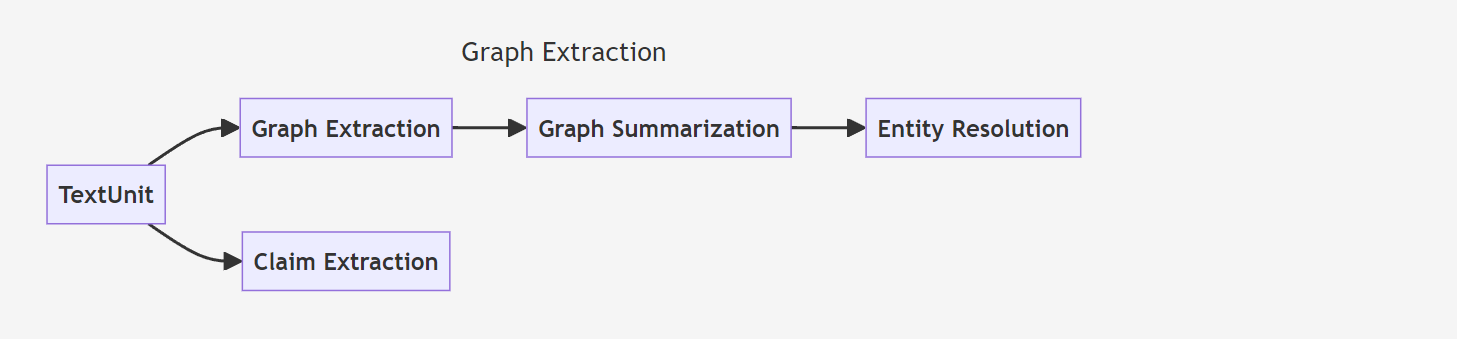 Graph Extraction
Graph Extraction
Graph Summarization
Entity Resolution
TextUnit
Claim Extraction